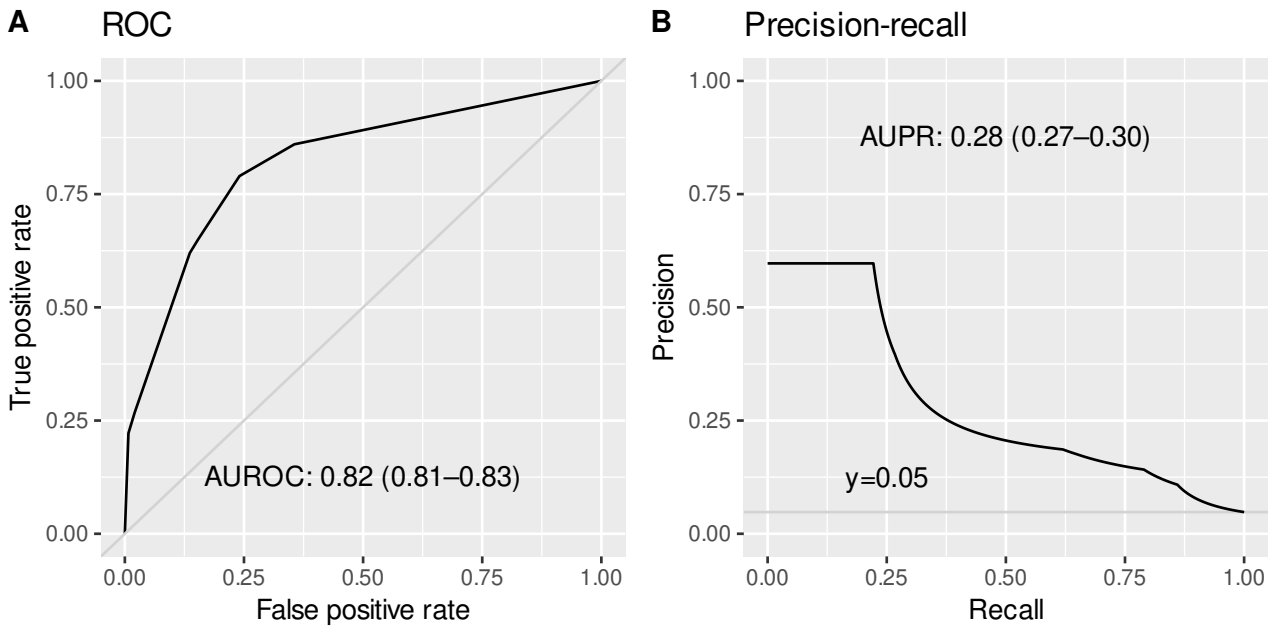 A ROC
1.00
0.75
0.50
0.25
0.00
True positive rate
AUROC: 0.82 (0.81–0.83)
0.00 0.25 0.50 0.75 1.00
False positive rate
B Precision-recall
1.00
0.75
0.50
0.25
0.00
Precision
AUPR: 0.28 (0.27–0.30)
y=0.05
0.00 0.25 0.50 0.75 1.00
Recall